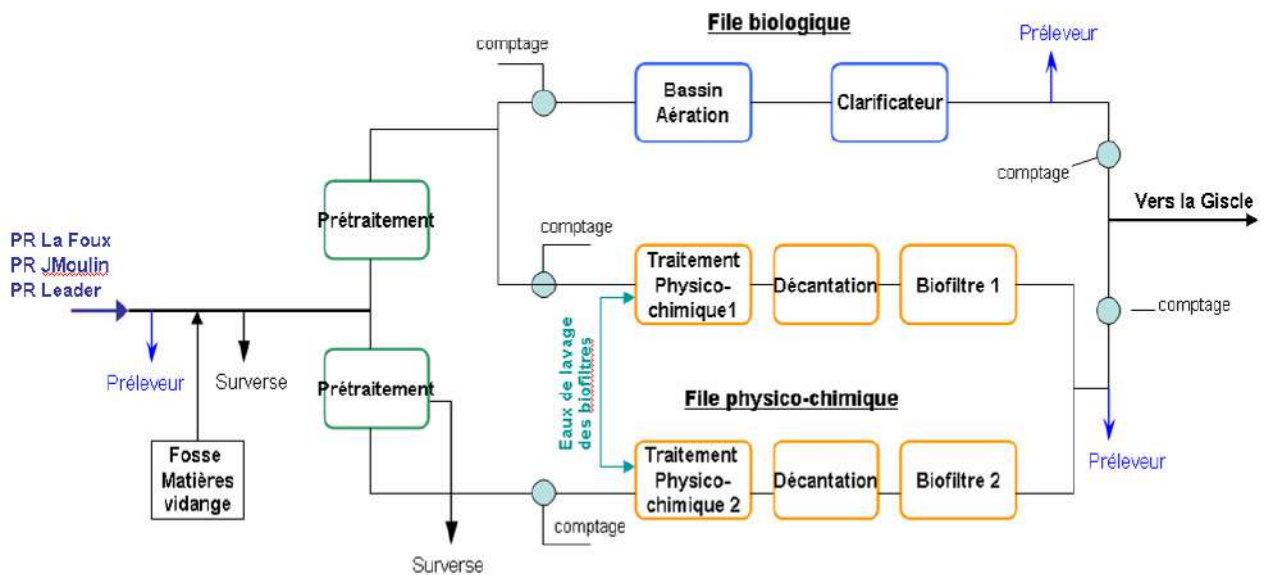 File biologique
Préleveur
comptage
Bassin
Aération
Clarificateur
comptage
Vers la Giscle
Prétraitement
comptage
PR La Foux
PR JMoulin
PR Leader
Traitement
Physico-
chimique1
Décantation
Biofiltre 1
comptage
Préleveur
Surverse
Prétraitement
Eaux de lavage
des biofiltres
File physico-chimique
Fosse
Matières
vidange
Traitement
Physico-
chimique 2
Décantation
Biofiltre 2
Préleveur
comptage
Surverse